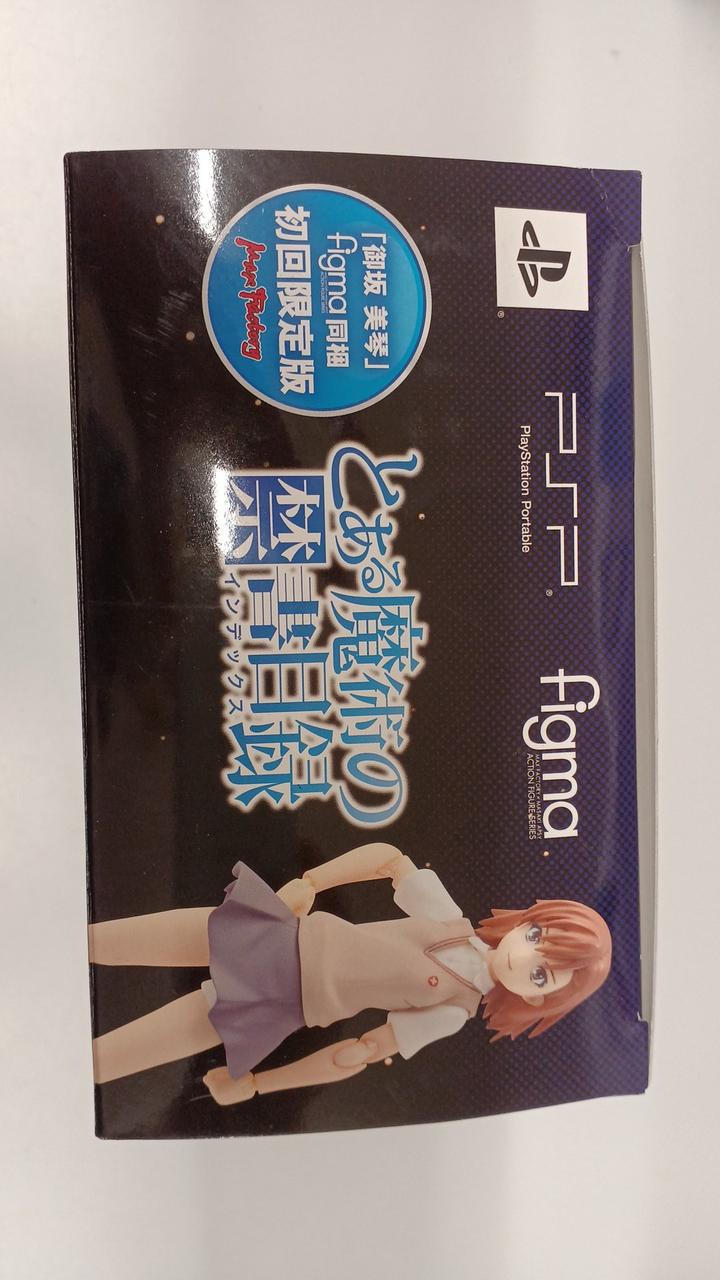 PSP®
PlayStation Portable
figma
MAX FACTORY × MASAKI APSY
ACTION FIGURE SERIES
「御坂 美琴」
figma同梱
初回限定版
Max Factory
とある魔術の
禁書目録
インデックス